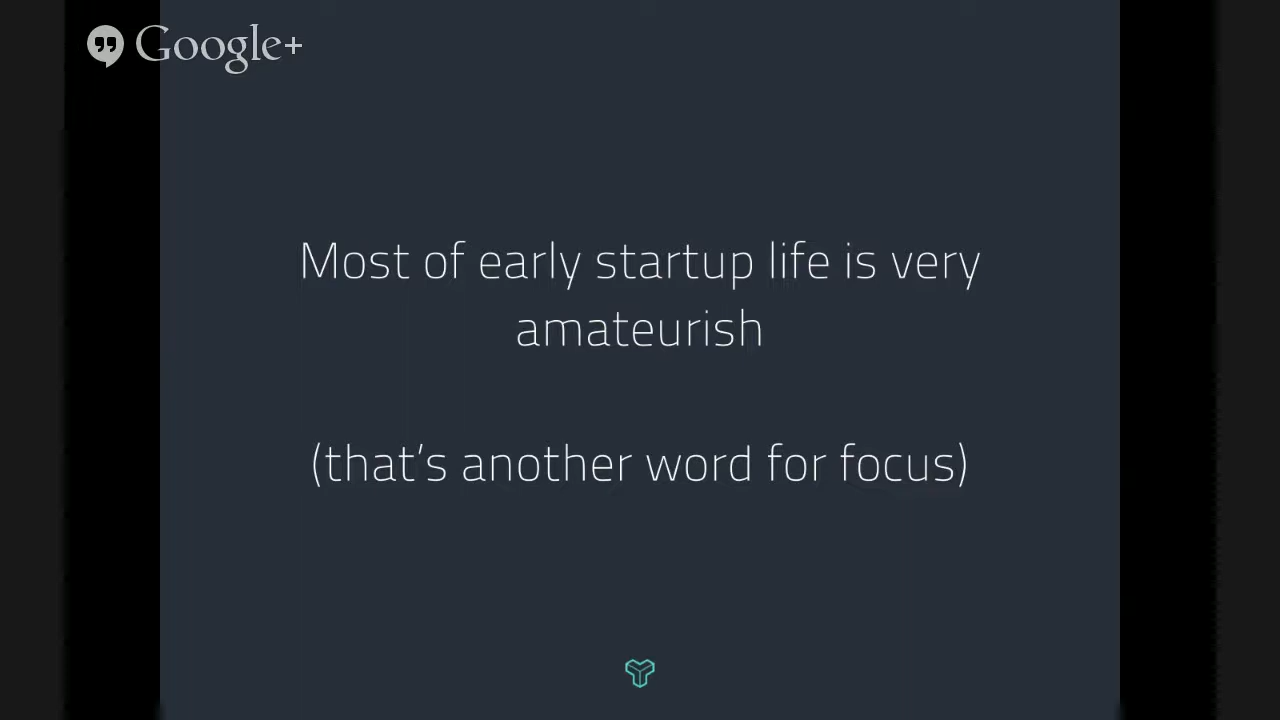 Google+
Most of early startup life is very
amateurish
(that's another word for focus)